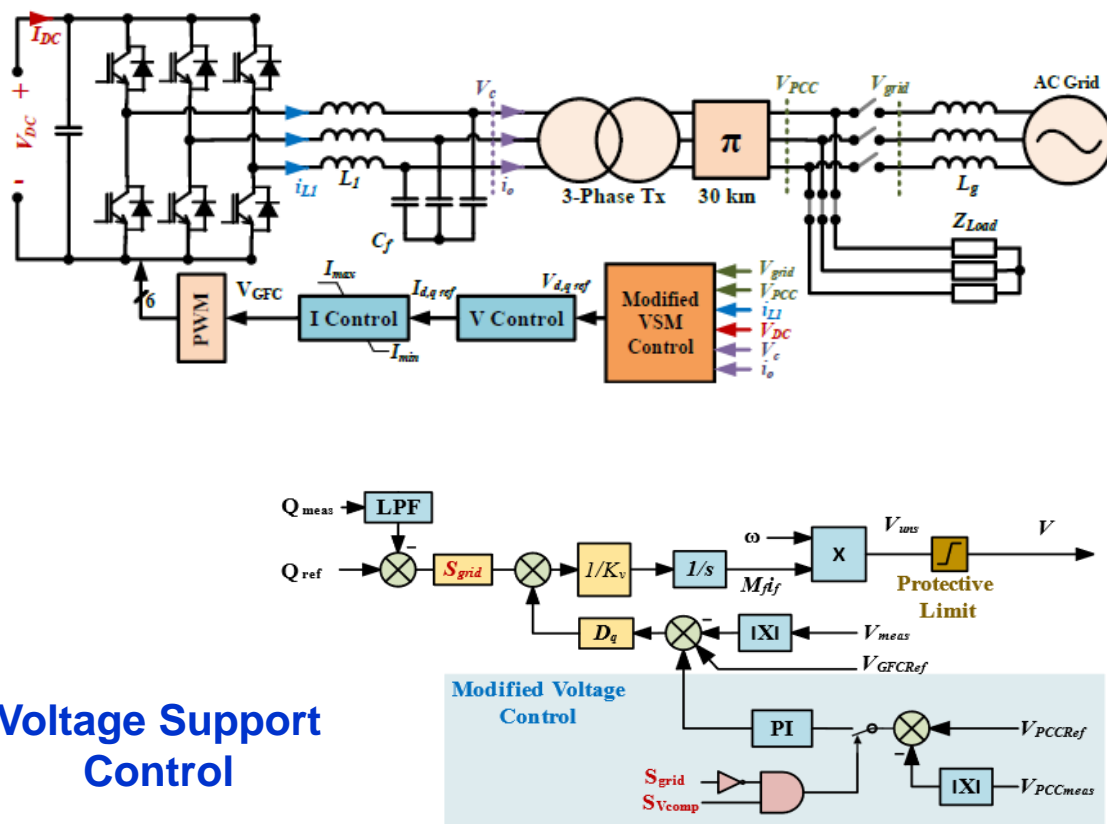 I_DC
V_c
V_PCC
V_grid
AC Grid
+
V_DC
-
i_L1
L_1
i_o
3-Phase Tx
π
30 km
L_g
C_f
Z_Load
6
PWM
V_GFC
I_max
I Control
I_min
I_d,q ref
V Control
V_d,q ref
Modified
VSM
Control
V_grid
V_PCC
i_L1
V_DC
V_c
i_o
Q meas
LPF
-
Q ref
S_grid
1/K_v
1/s
ω
M_f i_f
X
V_uns
V
Protective
Limit
D_q
-
|X|
V_meas
V_GFCRef
Modified Voltage
Control
PI
V_PCCRef
-
|X|
V_PCCmeas
S_grid
S_Vcomp
Voltage Support
Control